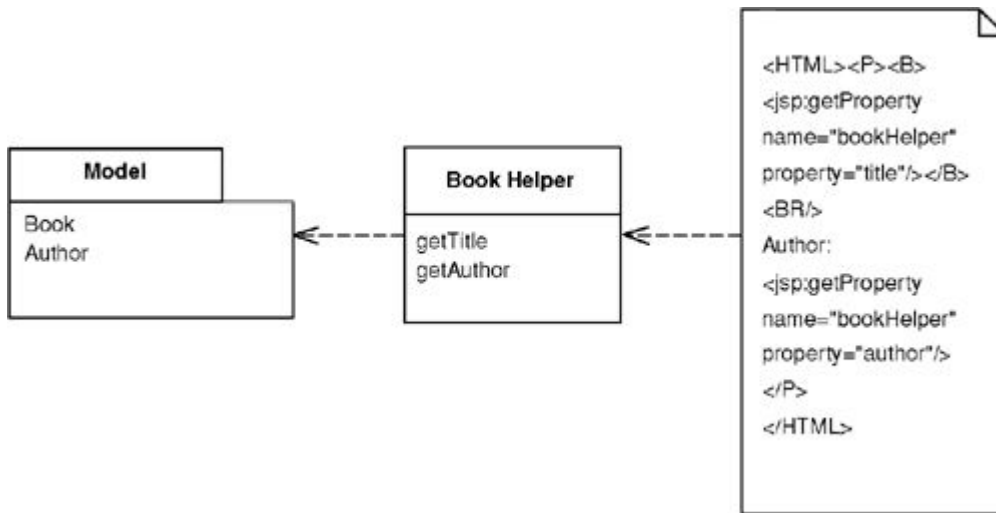 Model
Book
Author
Book Helper
getTitle
getAuthor
<HTML><P><B>
<jsp:getProperty
name="bookHelper"
property="title"/></B>
<BR/>
Author:
<jsp:getProperty
name="bookHelper"
property="author"/>
</P>
</HTML>